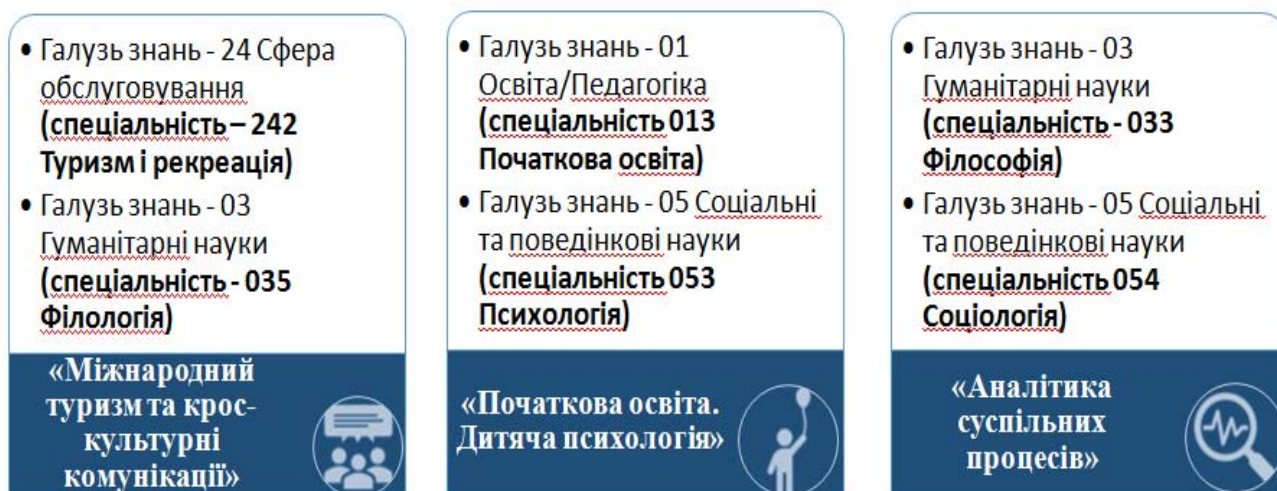 • Галузь знань - 24 Сфера
обслуговування
(спеціальність – 242
Туризм і рекреація)
• Галузь знань - 03
Гуманітарні науки
(спеціальність - 035
Філологія)
«Міжнародний
туризм та крос-
культурні
комунікації»
• Галузь знань - 01
Освіта/Педагогіка
(спеціальність 013
Початкова освіта)
• Галузь знань - 05 Соціальні
та поведінкові науки
(спеціальність 053
Психологія)
«Початкова освіта.
Дитяча психологія»
• Галузь знань - 03
Гуманітарні науки
(спеціальність - 033
Філософія)
• Галузь знань - 05 Соціальні
та поведінкові науки
(спеціальність 054
Соціологія)
«Аналітика
суспільних
процесів»